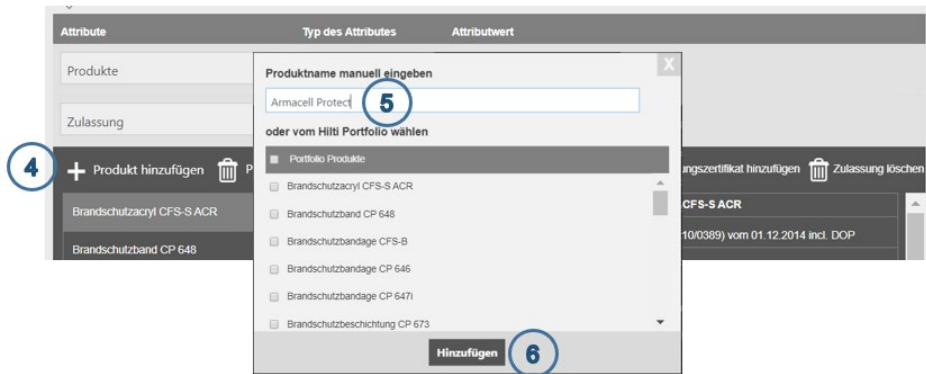 Attribute Typ des Attributes Attributwert
Produkte
Zulassung
X
Produktname manuell eingeben
Armacell Protect
5
oder vom Hilti Portfolio wählen
Portfolio Produkte
Brandschutzacryl CFS-S ACR
Brandschutzband CP 648
Brandschutzbandage CFS-B
Brandschutzbandage CP 646
Brandschutzbandage CP 647i
Brandschutzbeschichtung CP 673
Hinzufügen
6
4
Produkt hinzufügen P
ungszertifikat hinzufügen Zulassung löschen
Brandschutzacryl CFS-S ACR CFS-S ACR
Brandschutzband CP 648 10/0389) vom 01.12.2014 incl. DOP